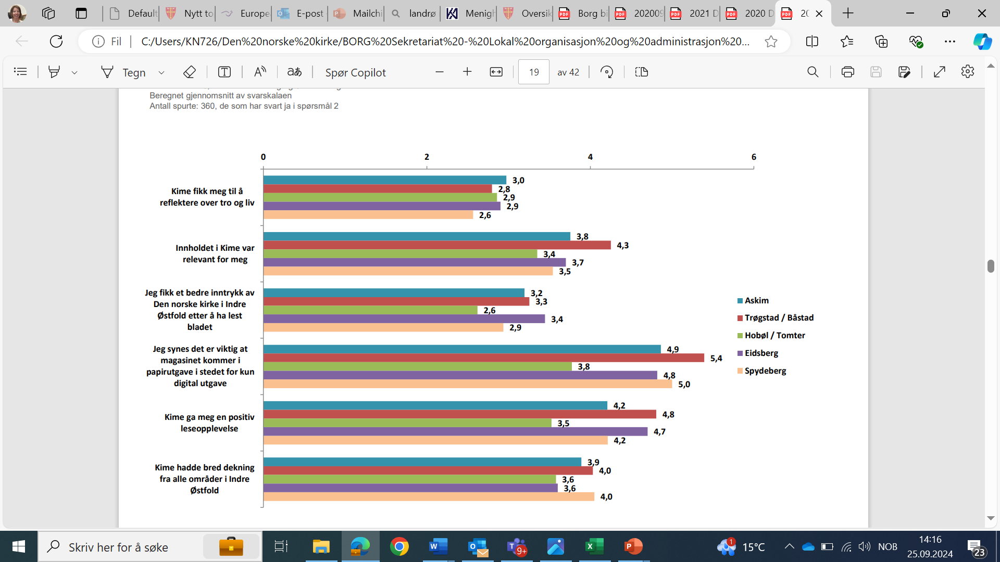 Default
Nytt to
Europe
E-post
Mailchi
landrø
Menigh
Oversik
Borg bi
202009
2021 D
2020 D
20
Fil
C:/Users/KN726/Den%20norske%20kirke/BORG%20Sekretariat%20-%20Lokal%20organisasjon%20og%20administrasjon%20...
Tegn
Spør Copilot
19
av 42
Beregnet gjennomsnitt av svarskalaen
Antall spurte: 360, de som har svart ja i spørsmål 2
0 2 4 6
Kime fikk meg til å
reflektere over tro og liv
3,0
2,8
2,9
2,9
2,6
Innholdet i Kime var
relevant for meg
3,8
4,3
3,4
3,7
3,5
Jeg fikk et bedre inntrykk av
Den norske kirke i Indre
Østfold etter å ha lest
bladet
3,2
3,3
2,6
3,4
2,9
Jeg synes det er viktig at
magasinet kommer i
papirutgave i stedet for kun
digital utgave
4,9
5,4
3,8
4,8
5,0
Kime ga meg en positiv
leseopplevelse
4,2
4,8
3,5
4,7
4,2
Kime hadde bred dekning
fra alle områder i Indre
Østfold
3,9
4,0
3,6
3,6
4,0
Askim
Trøgstad / Båstad
Hobøl / Tomter
Eidsberg
Spydeberg
Skriv her for å søke
9+
1
15°C
NOB
14:16
25.09.2024
23